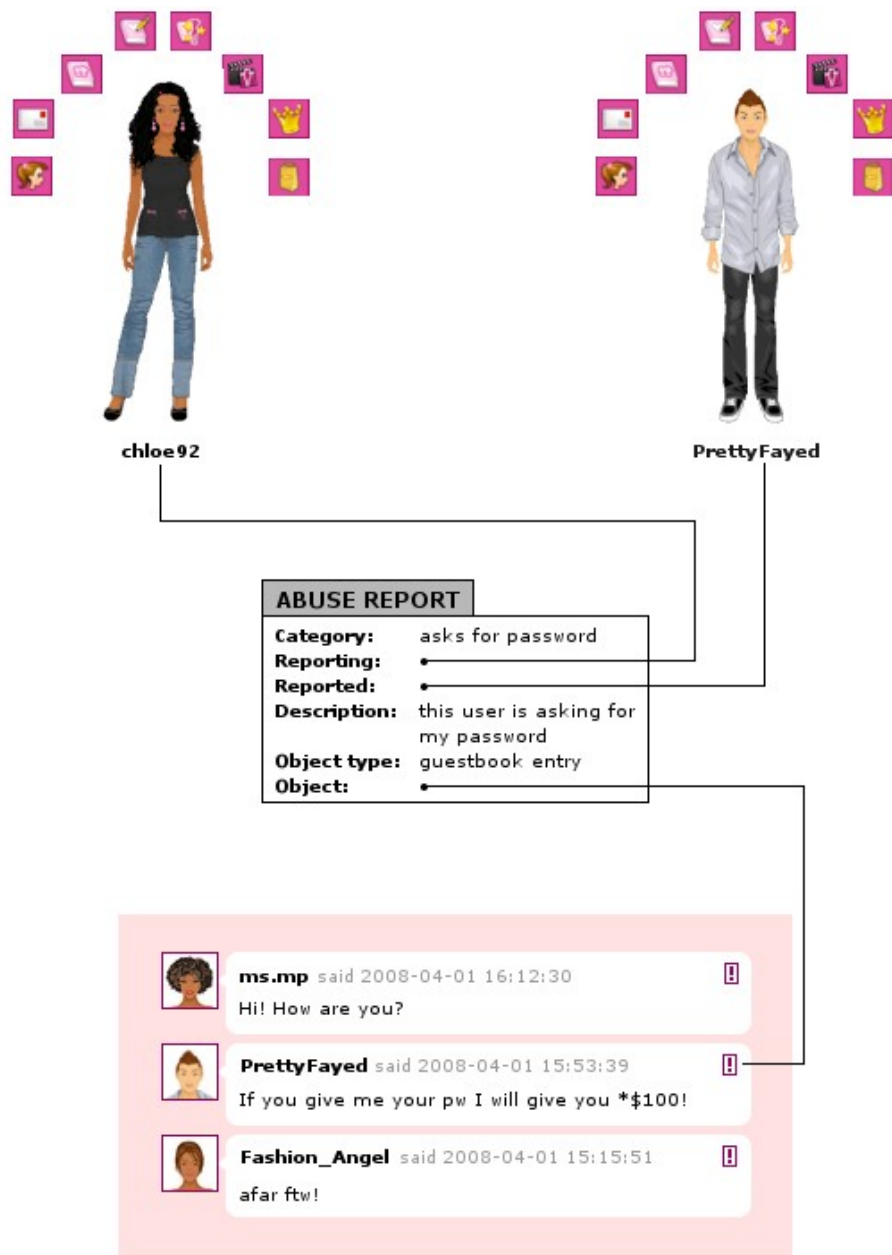 chloe92
PrettyFayed
ABUSE REPORT
Category: asks for password
Reporting:
Reported:
Description: this user is asking for
my password
Object type: guestbook entry
Object:
ms.mp said 2008-04-01 16:12:30
Hi! How are you?
PrettyFayed said 2008-04-01 15:53:39
If you give me your pw I will give you *$100!
Fashion_Angel said 2008-04-01 15:15:51
afar ftw!